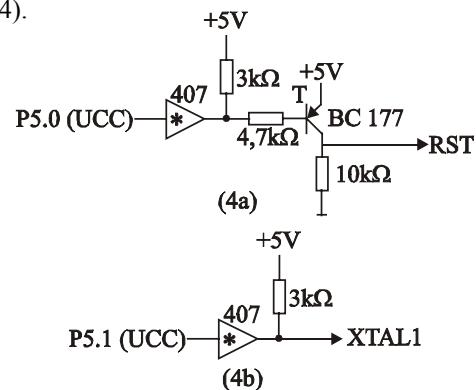 4).
+5V
3kΩ
+5V
407
T
P5.0 (UCC)
*
BC 177
4,7kΩ
RST
10kΩ
(4a)
+5V
3kΩ
407
P5.1 (UCC)
*
XTAL1
(4b)